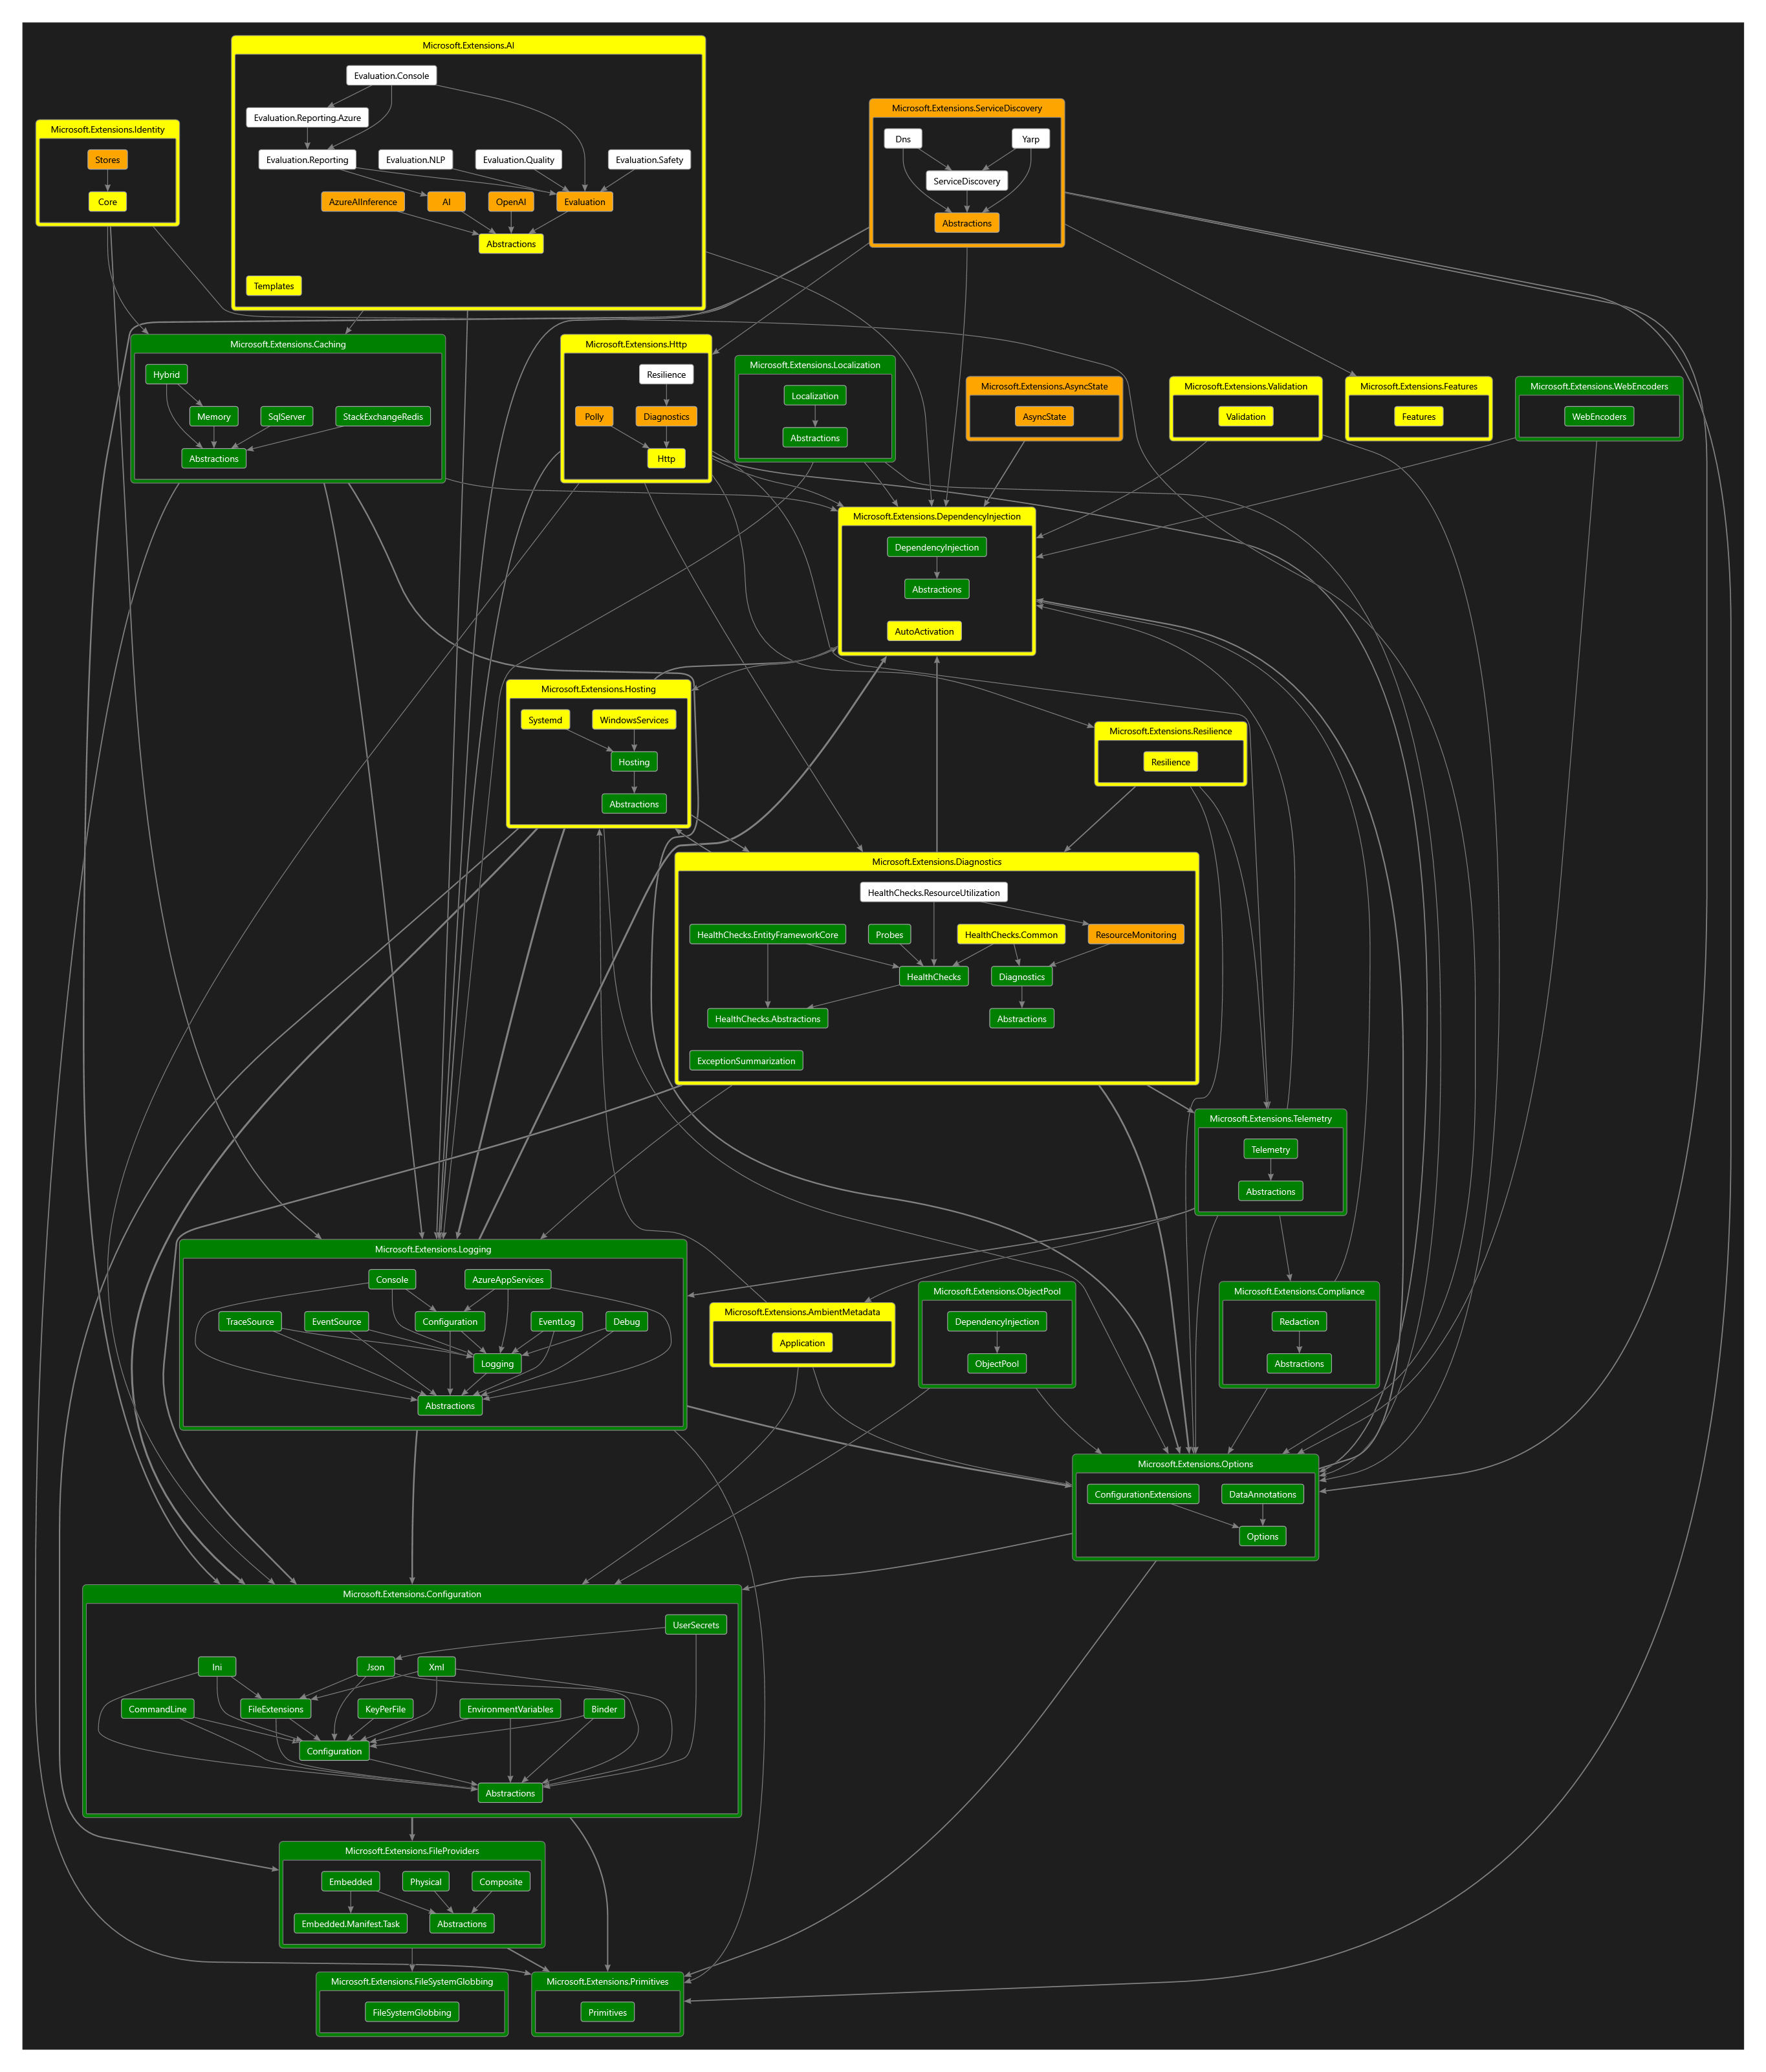 Microsoft.Extensions.AI
Evaluation.Console
Evaluation.Reporting.Azure
Evaluation.Reporting
Evaluation.NLP
Evaluation.Quality
Evaluation.Safety
AzureAIInference
AI
OpenAI
Evaluation
Abstractions
Templates
Microsoft.Extensions.Identity
Stores
Core
Microsoft.Extensions.ServiceDiscovery
Dns
Yarp
ServiceDiscovery
Abstractions
Microsoft.Extensions.Caching
Hybrid
Memory
SqlServer
StackExchangeRedis
Abstractions
Microsoft.Extensions.Http
Resilience
Polly
Diagnostics
Http
Microsoft.Extensions.Localization
Localization
Abstractions
Microsoft.Extensions.AsyncState
AsyncState
Microsoft.Extensions.Validation
Validation
Microsoft.Extensions.Features
Features
Microsoft.Extensions.WebEncoders
WebEncoders
Microsoft.Extensions.DependencyInjection
DependencyInjection
Abstractions
AutoActivation
Microsoft.Extensions.Hosting
Systemd
WindowsServices
Hosting
Abstractions
Microsoft.Extensions.Resilience
Resilience
Microsoft.Extensions.Diagnostics
HealthChecks.ResourceUtilization
HealthChecks.EntityFrameworkCore
Probes
HealthChecks.Common
ResourceMonitoring
HealthChecks
Diagnostics
HealthChecks.Abstractions
Abstractions
ExceptionSummarization
Microsoft.Extensions.Telemetry
Telemetry
Abstractions
Microsoft.Extensions.Logging
Console
AzureAppServices
TraceSource
EventSource
Configuration
EventLog
Debug
Logging
Abstractions
Microsoft.Extensions.AmbientMetadata
Application
Microsoft.Extensions.ObjectPool
DependencyInjection
ObjectPool
Microsoft.Extensions.Compliance
Redaction
Abstractions
Microsoft.Extensions.Options
ConfigurationExtensions
DataAnnotations
Options
Microsoft.Extensions.Configuration
UserSecrets
Ini
Json
Xml
CommandLine
FileExtensions
KeyPerFile
EnvironmentVariables
Binder
Configuration
Abstractions
Microsoft.Extensions.FileProviders
Embedded
Physical
Composite
Embedded.Manifest.Task
Abstractions
Microsoft.Extensions.FileSystemGlobbing
FileSystemGlobbing
Microsoft.Extensions.Primitives
Primitives